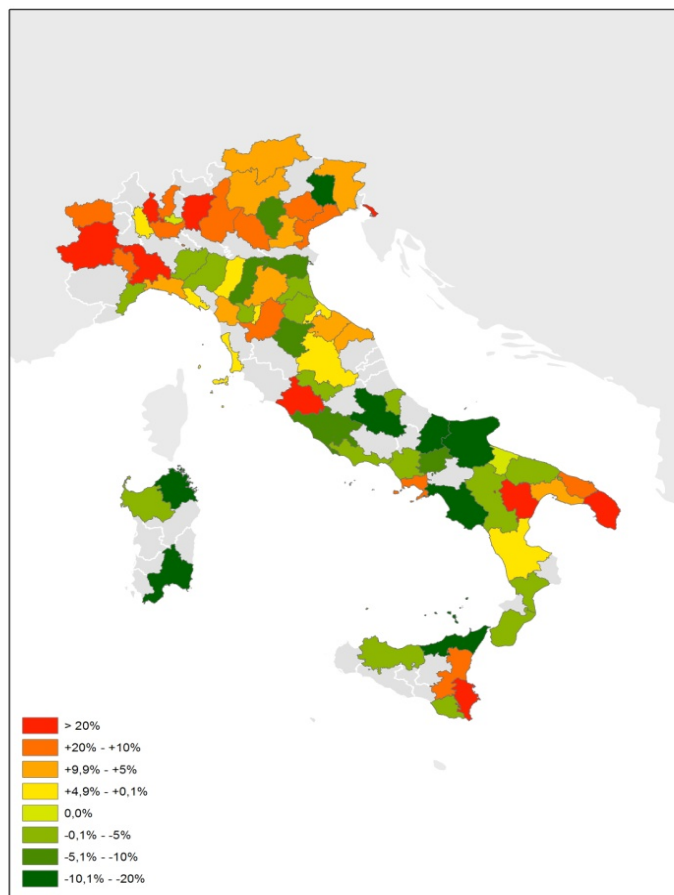 > 20%
+20% - +10%
+9,9% - +5%
+4,9% - +0,1%
0,0%
-0,1% - -5%
-5,1% - -10%
-10,1% - -20%